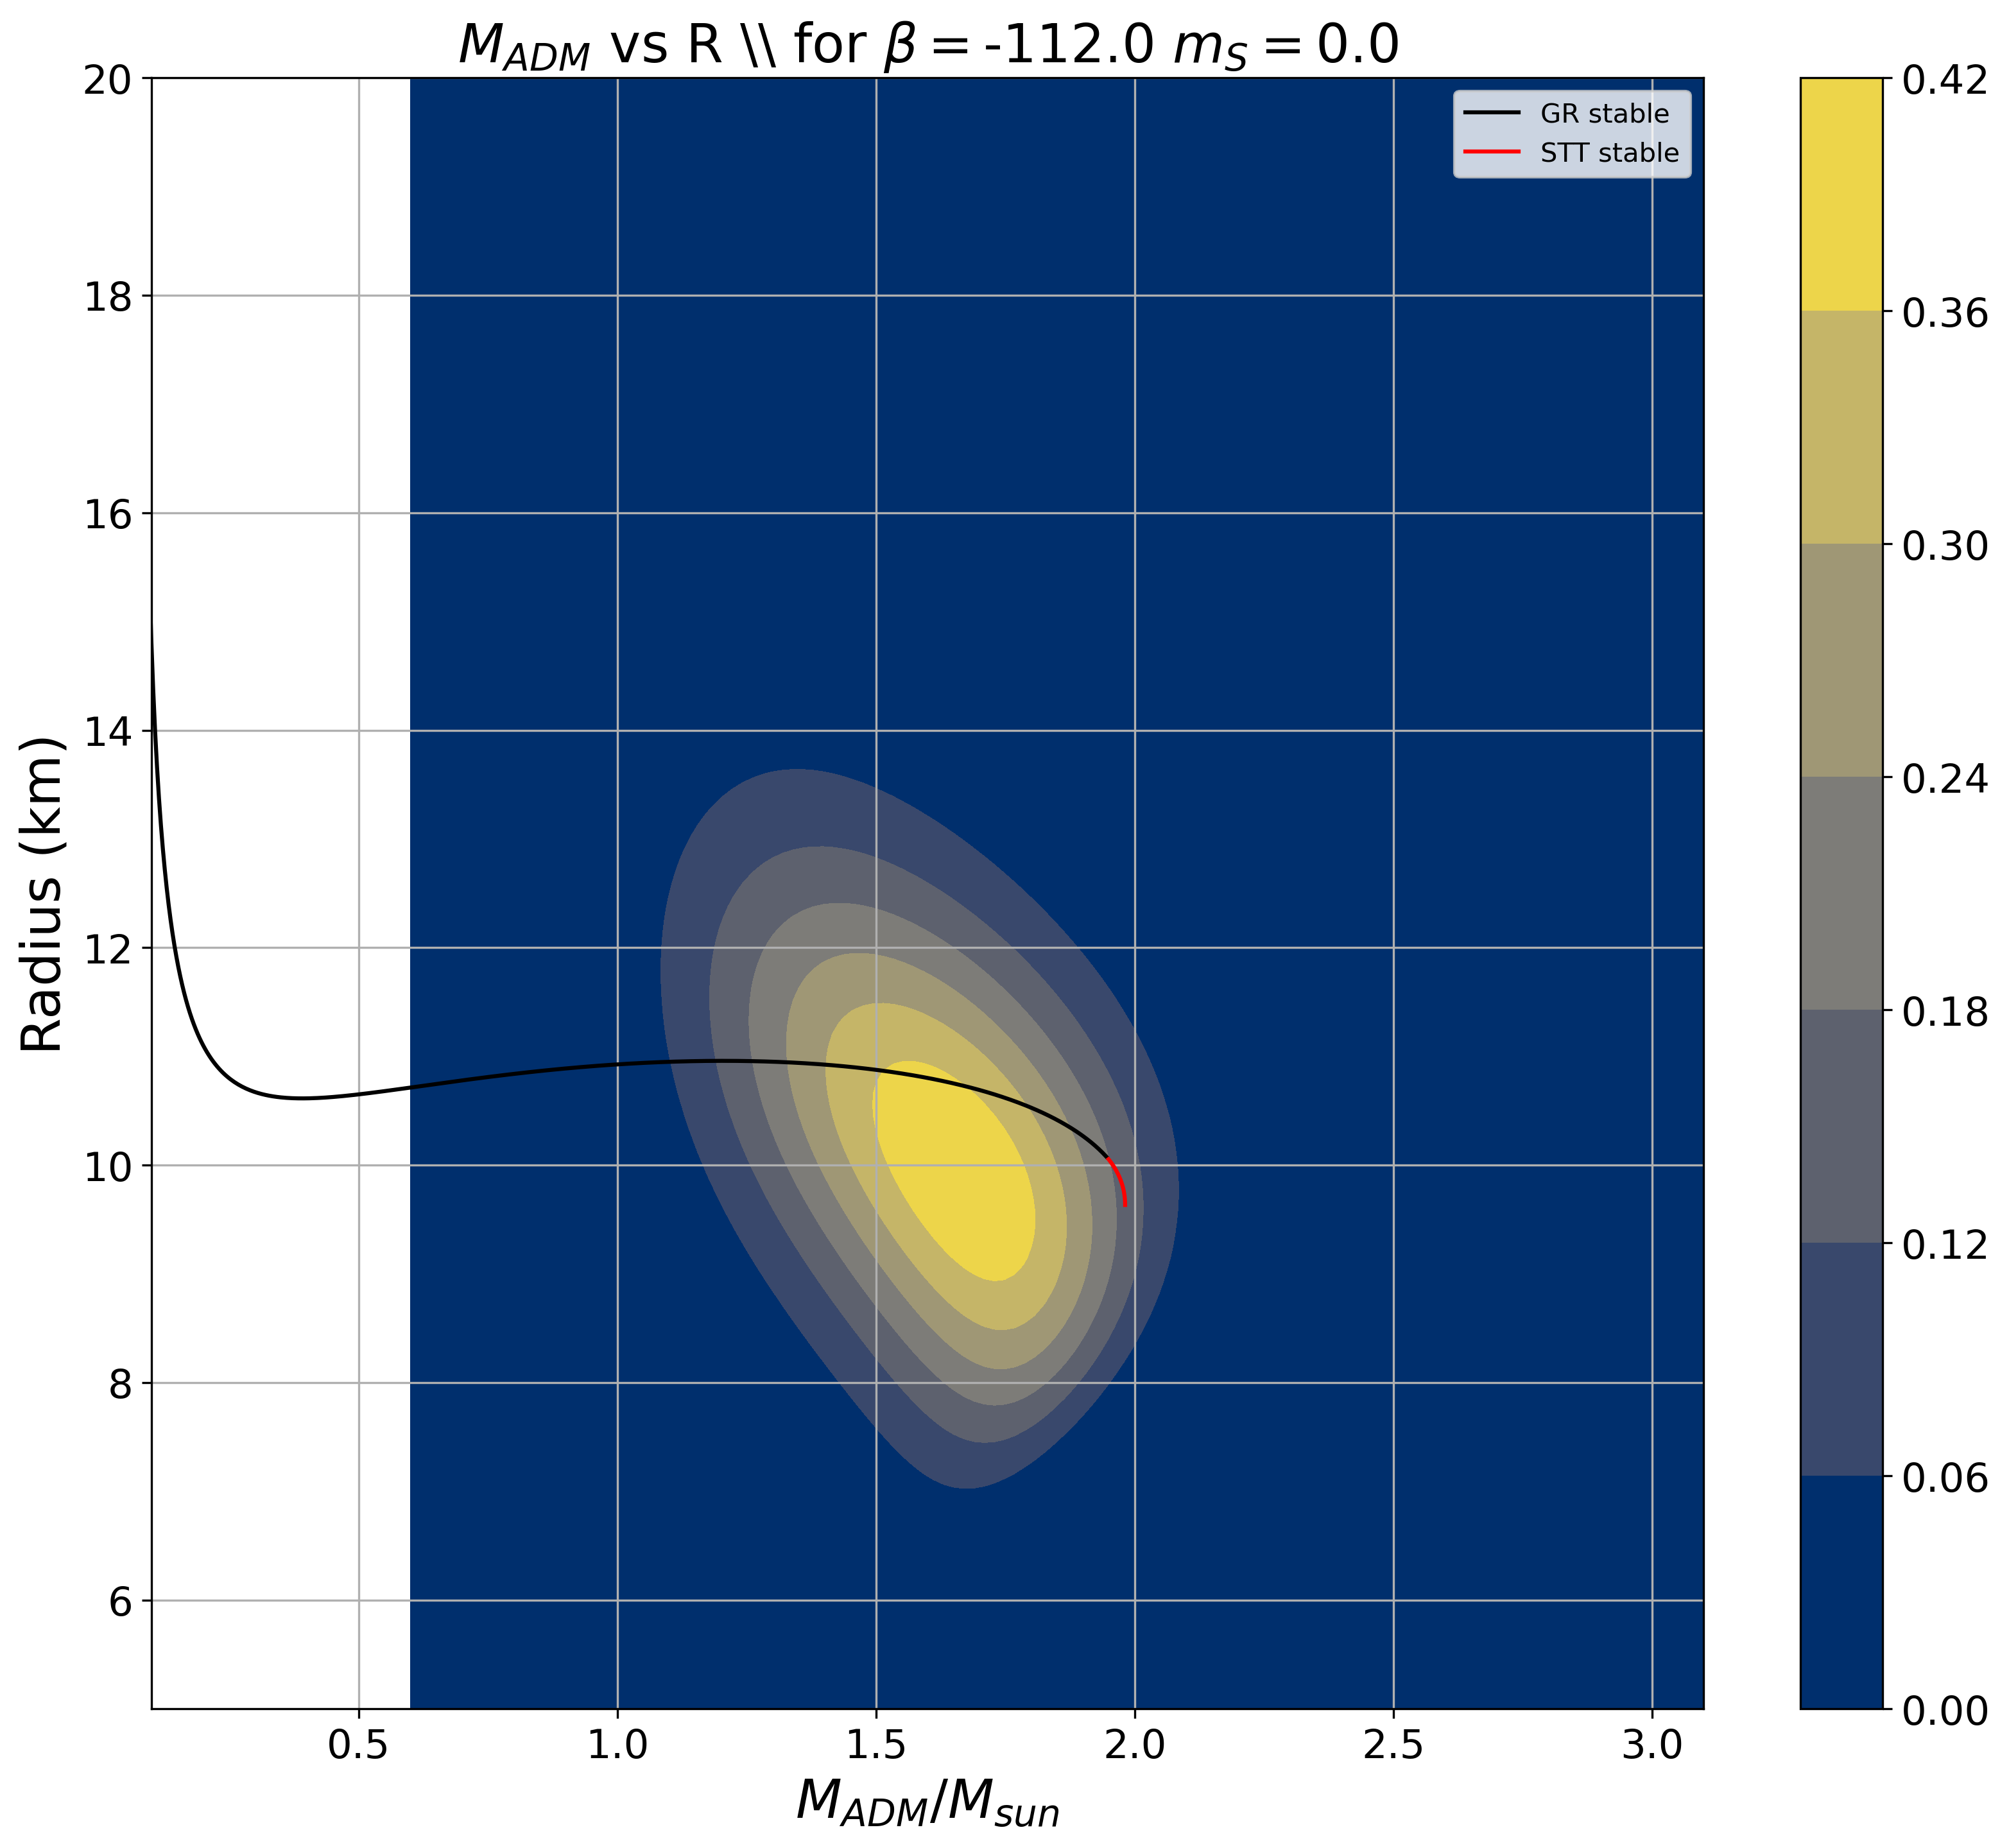 M_ADM vs R \\ for β = -112.0 m_S = 0.0
GR stable
STT stable
Radius (km)
20
18
16
14
12
10
8
6
0.5 1.0 1.5 2.0 2.5 3.0
M_ADM/M_sun
0.42
0.36
0.30
0.24
0.18
0.12
0.06
0.00